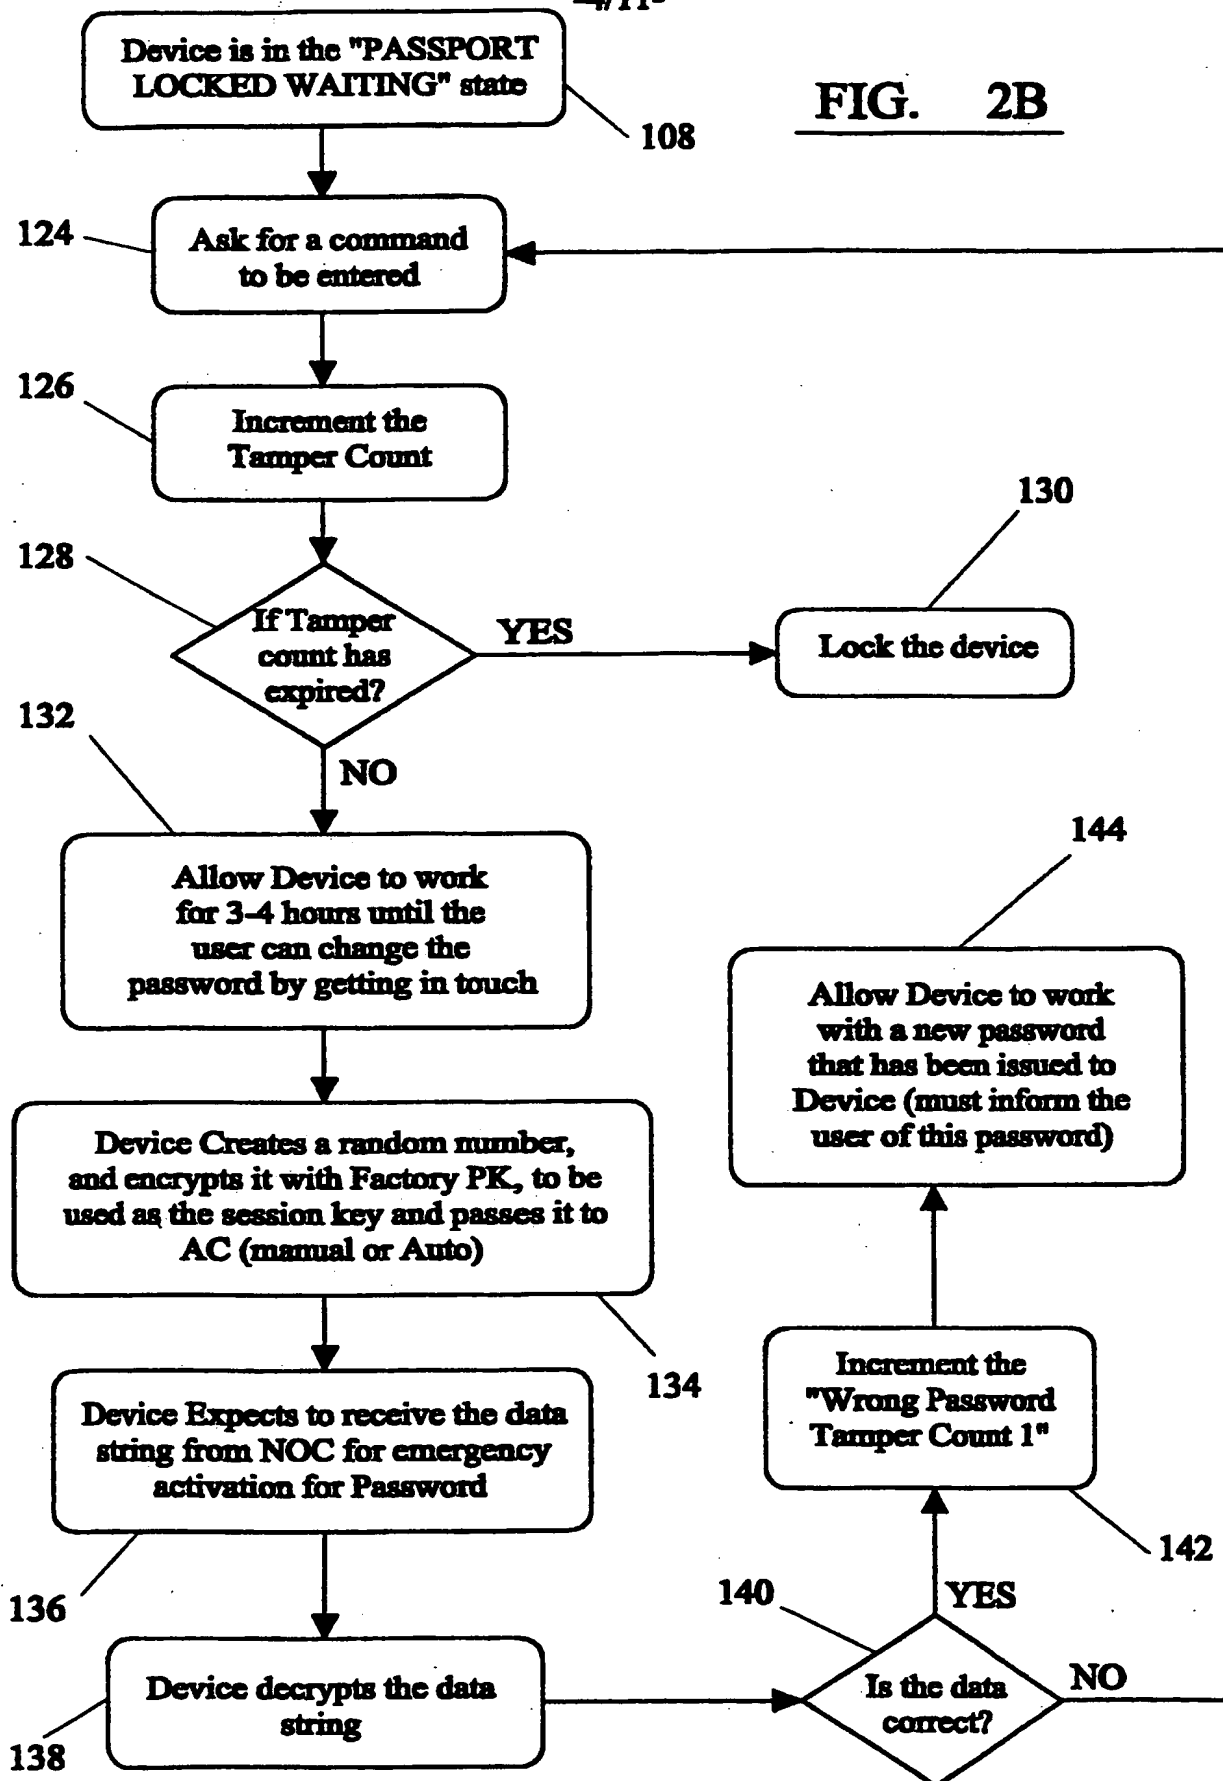 -4/11-
Device is in the "PASSPORT
LOCKED WAITING" state
FIG. 2B
108
124
Ask for a command
to be entered
126
Increment the
Tamper Count
130
128
If Tamper
count has
expired?
YES
Lock the device
132
NO
144
Allow Device to work
for 3-4 hours until the
user can change the
password by getting in touch
Allow Device to work
with a new password
that has been issued to
Device (must inform the
user of this password)
Device Creates a random number,
and encrypts it with Factory PK, to be
used as the session key and passes it to
AC (manual or Auto)
134
Increment the
"Wrong Password
Tamper Count 1"
Device Expects to receive the data
string from NOC for emergency
activation for Password
142
136
140
YES
Device decrypts the data
string
Is the data
correct?
NO
138